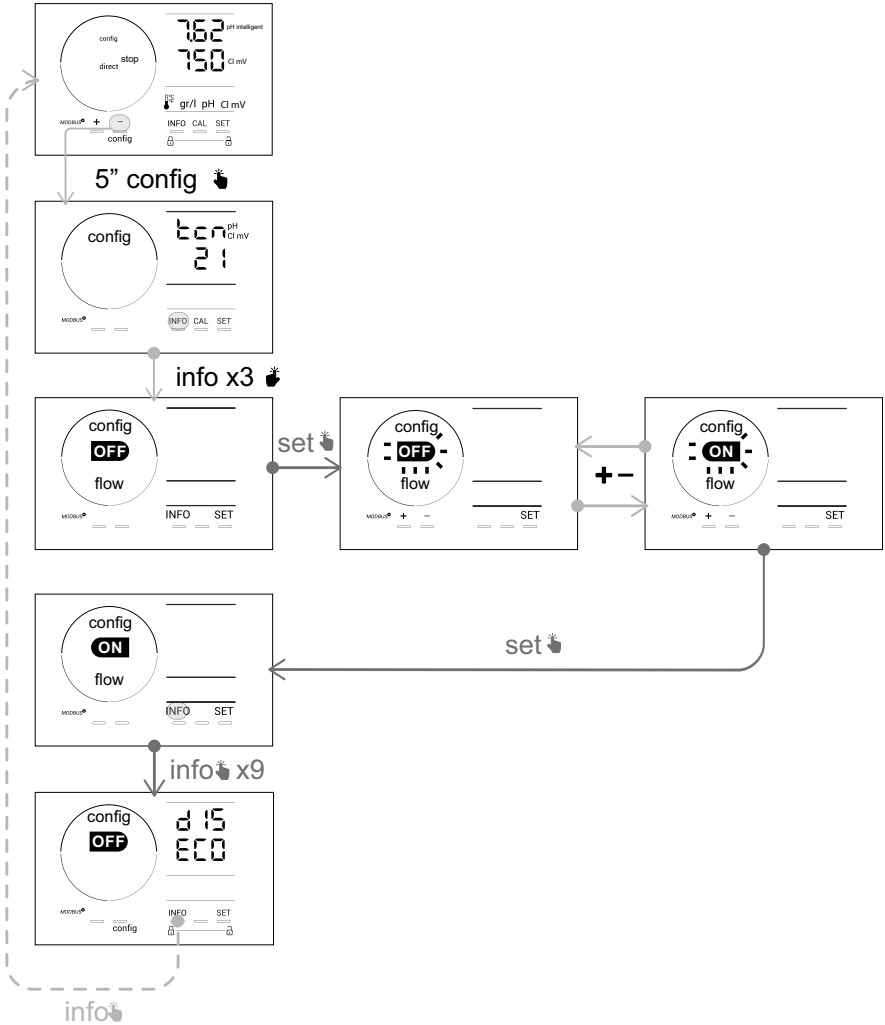 config
stop
direct
7.62 pH intelligent
750 Cl mV
°C gr/l pH Cl mV
MODBUS + - INFO CAL SET
config
5” config
config
tcn pH
Cl mV
21
MODBUS INFO CAL SET
info x3
config
OFF
flow
MODBUS INFO SET
set
config
OFF
flow
MODBUS + - SET
+ -
config
ON
flow
MODBUS + - SET
set
config
ON
flow
MODBUS INFO SET
info x9
config
OFF
dIS
ECO
MODBUS INFO SET
config
info